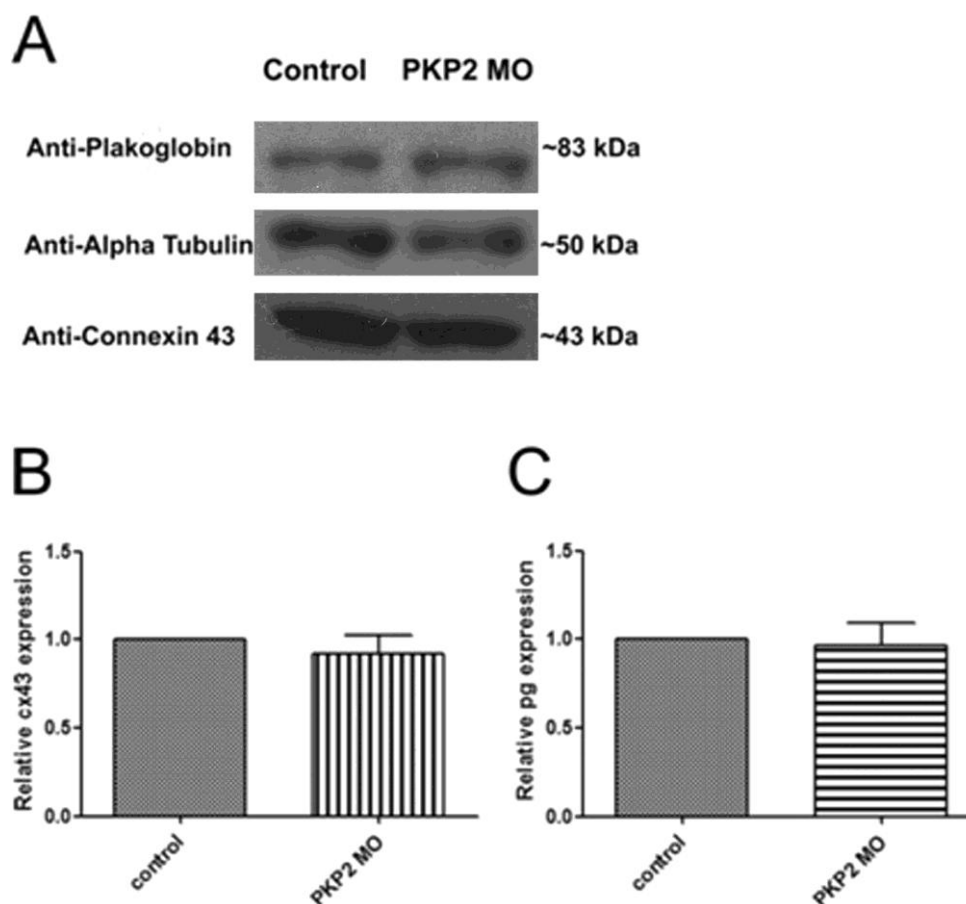 A
Control PKP2 MO
Anti-Plakoglobin ~83 kDa
Anti-Alpha Tubulin ~50 kDa
Anti-Connexin 43 ~43 kDa
B
Relative cx43 expression
1.5
1.0
0.5
0.0
control PKP2 MO
C
Relative pg expression
1.5
1.0
0.5
0.0
control PKP2 MO